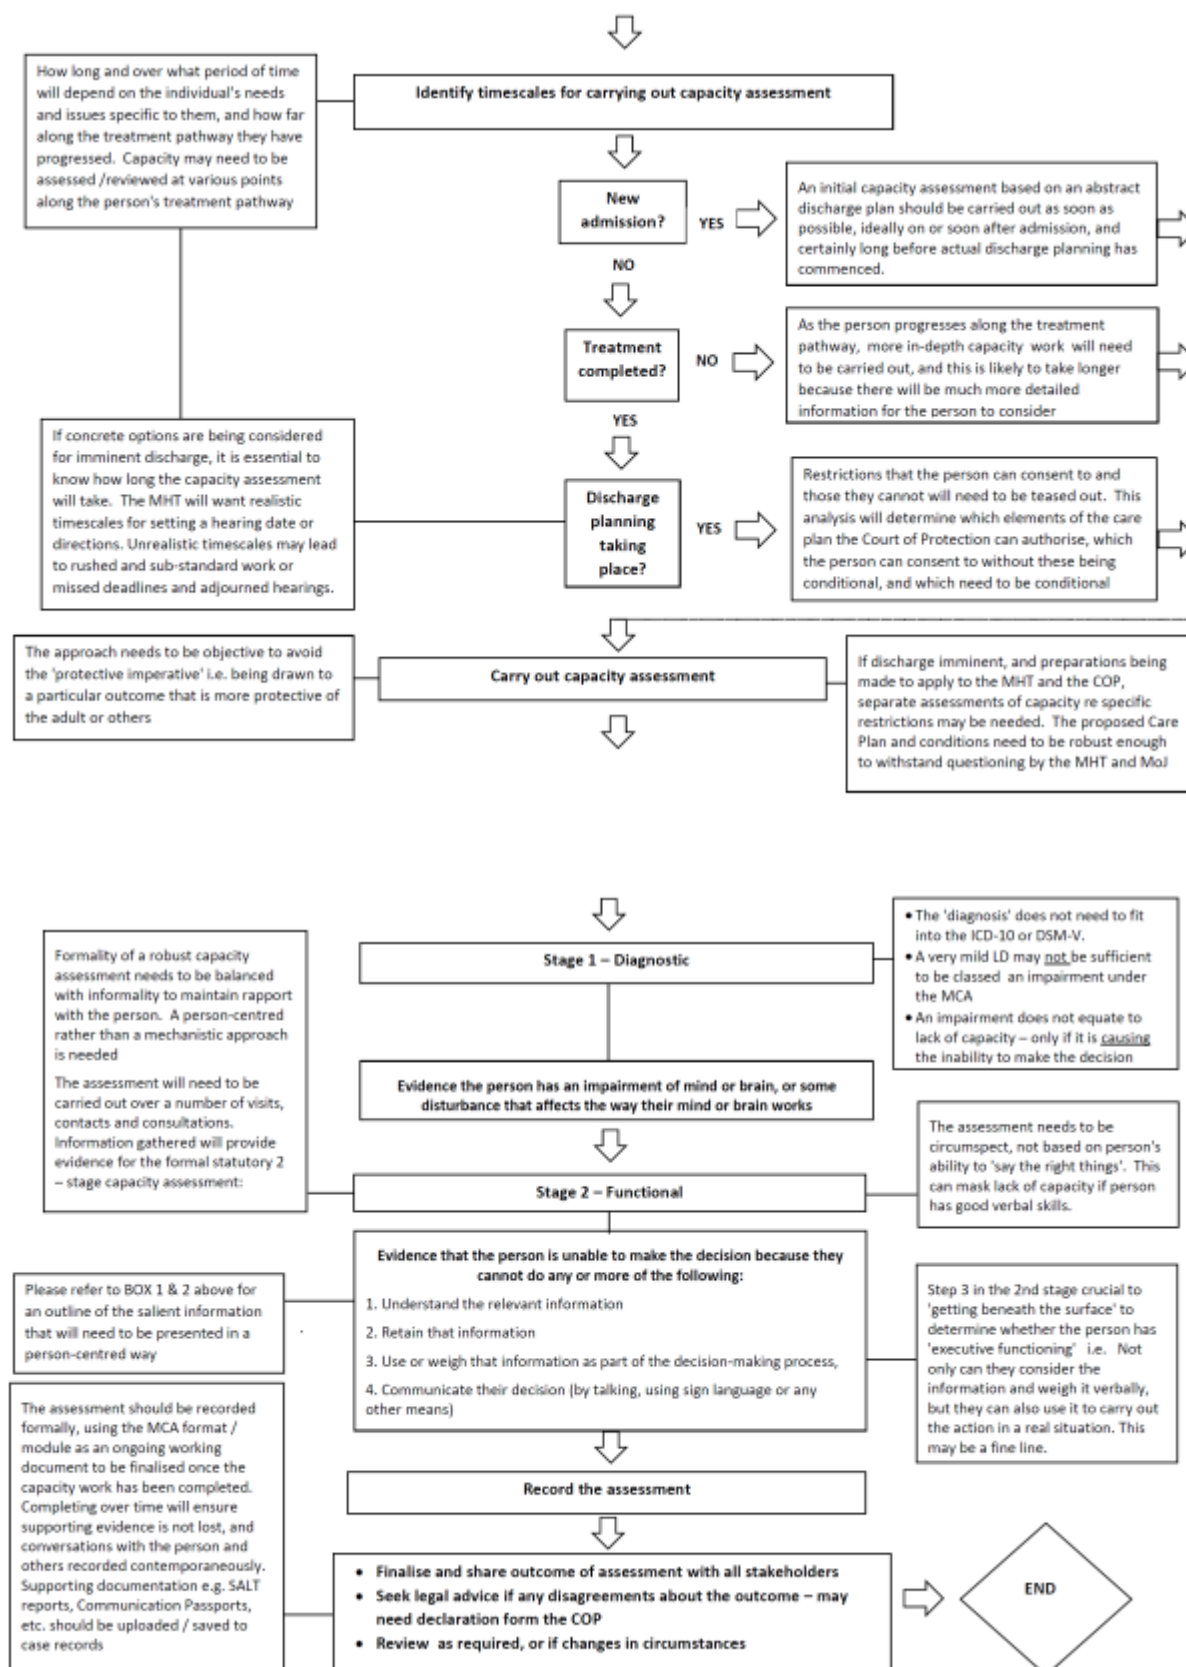 How long and over what period of time
will depend on the individual's needs
and issues specific to them, and how far
along the treatment pathway they have
progressed. Capacity may need to be
assessed /reviewed at various points
along the person's treatment pathway
Identify timescales for carrying out capacity assessment
New
admission?
YES
An initial capacity assessment based on an abstract
discharge plan should be carried out as soon as
possible, ideally on or soon after admission, and
certainly long before actual discharge planning has
commenced.
NO
Treatment
completed?
NO
As the person progresses along the treatment
pathway, more in-depth capacity work will need
to be carried out, and this is likely to take longer
because there will be much more detailed
information for the person to consider
YES
If concrete options are being considered
for imminent discharge, it is essential to
know how long the capacity assessment
will take. The MHT will want realistic
timescales for setting a hearing date or
directions. Unrealistic timescales may lead
to rushed and sub-standard work or
missed deadlines and adjourned hearings.
Discharge
planning
taking
place?
YES
Restrictions that the person can consent to and
those they cannot will need to be teased out. This
analysis will determine which elements of the care
plan the Court of Protection can authorise, which
the person can consent to without these being
conditional, and which need to be conditional
The approach needs to be objective to avoid
the 'protective imperative' i.e. being drawn to
a particular outcome that is more protective of
the adult or others
Carry out capacity assessment
If discharge imminent, and preparations being
made to apply to the MHT and the COP,
separate assessments of capacity re specific
restrictions may be needed. The proposed Care
Plan and conditions need to be robust enough
to withstand questioning by the MHT and MoJ
Formality of a robust capacity
assessment needs to be balanced
with informality to maintain rapport
with the person. A person-centred
rather than a mechanistic approach
is needed
The assessment will need to be
carried out over a number of visits,
contacts and consultations.
Information gathered will provide
evidence for the formal statutory 2
– stage capacity assessment:
Stage 1 – Diagnostic
• The 'diagnosis' does not need to fit
into the ICD-10 or DSM-V.
• A very mild LD may not be sufficient
to be classed an impairment under
the MCA
• An impairment does not equate to
lack of capacity – only if it is causing
the inability to make the decision
Evidence the person has an impairment of mind or brain, or some
disturbance that affects the way their mind or brain works
Stage 2 – Functional
The assessment needs to be
circumspect, not based on person's
ability to 'say the right things'. This
can mask lack of capacity if person
has good verbal skills.
Please refer to BOX 1 & 2 above for
an outline of the salient information
that will need to be presented in a
person-centred way
Evidence that the person is unable to make the decision because they
cannot do any or more of the following:
1. Understand the relevant information
2. Retain that information
3. Use or weigh that information as part of the decision-making process,
4. Communicate their decision (by talking, using sign language or any
other means)
Step 3 in the 2nd stage crucial to
'getting beneath the surface' to
determine whether the person has
'executive functioning' i.e. Not
only can they consider the
information and weigh it verbally,
but they can also use it to carry out
the action in a real situation. This
may be a fine line.
The assessment should be recorded
formally, using the MCA format /
module as an ongoing working
document to be finalised once the
capacity work has been completed.
Completing over time will ensure
supporting evidence is not lost, and
conversations with the person and
others recorded contemporaneously.
Supporting documentation e.g. SALT
reports, Communication Passports,
etc. should be uploaded / saved to
case records
Record the assessment
• Finalise and share outcome of assessment with all stakeholders
• Seek legal advice if any disagreements about the outcome – may
need declaration form the COP
• Review as required, or if changes in circumstances
END